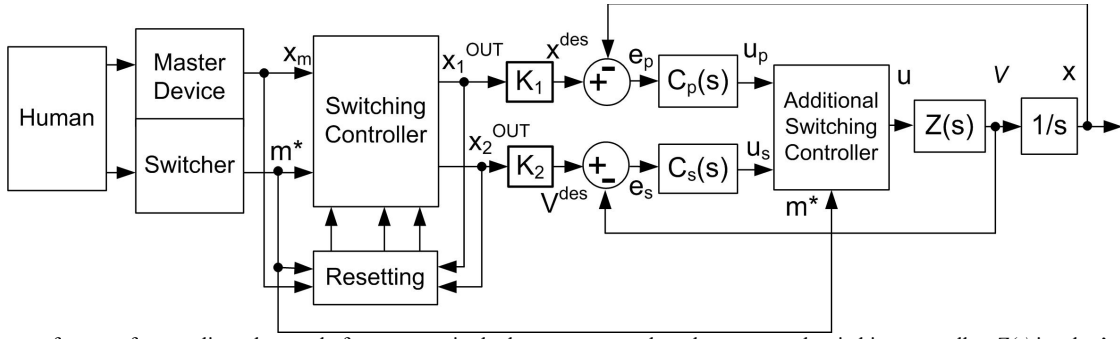 Human
Master
Device
Switcher
x_m
m*
Switching
Controller
Resetting
x_1^OUT
x_2^OUT
K_1
K_2
x^des
V^des
+
-
+
-
e_p
e_s
C_p(s)
C_s(s)
u_p
u_s
Additional
Switching
Controller
m*
u
Z(s)
V
1/s
x